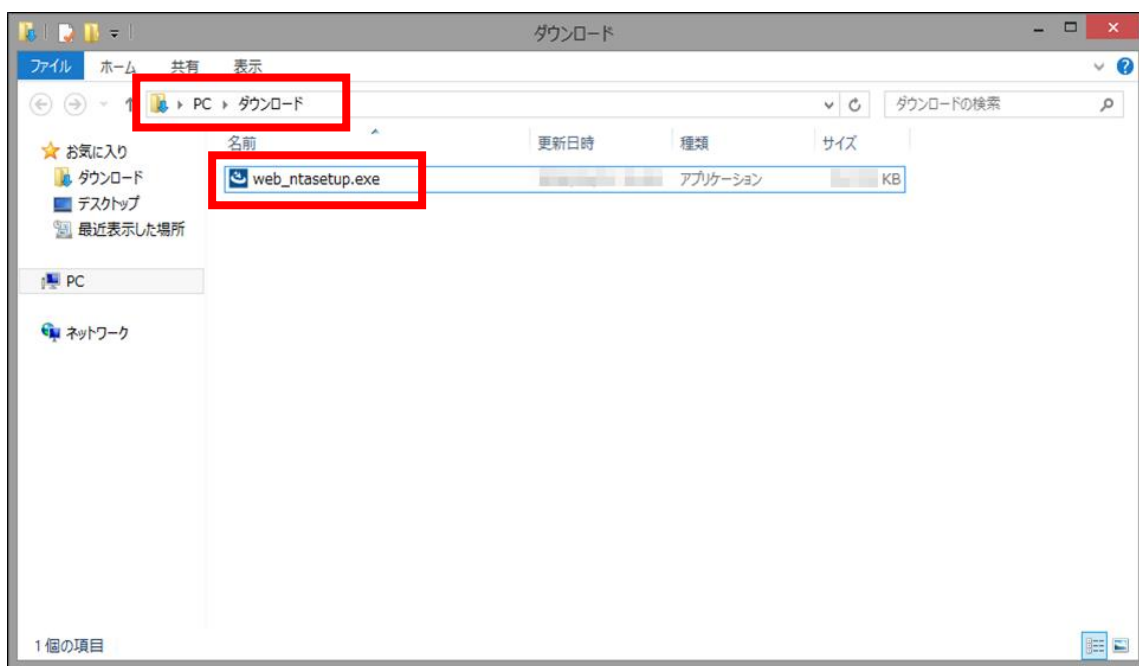 ダウンロード
ファイル ホーム 共有 表示
PC ダウンロード ダウンロードの検索
名前 更新日時 種類 サイズ
お気に入り
web_ntasetup.exe アプリケーション KB
ダウンロード
デスクトップ
最近表示した場所
PC
ネットワーク
1 個の項目